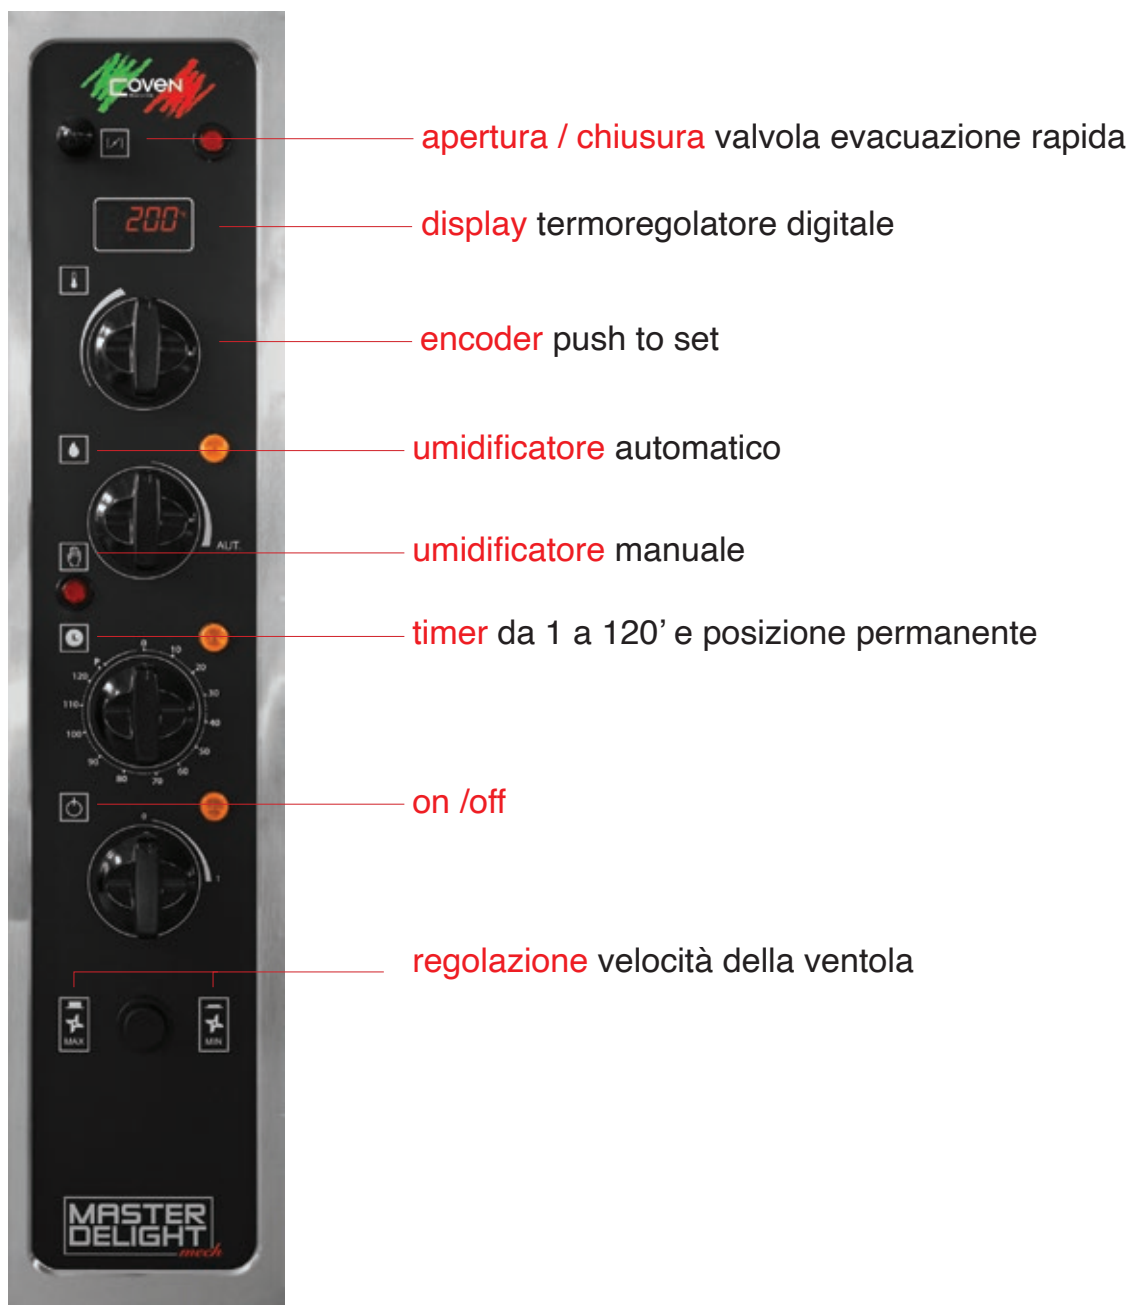 COVEN
apertura / chiusura valvola evacuazione rapida
200°
display termoregolatore digitale
encoder push to set
umidificatore automatico
AUT.
umidificatore manuale
timer da 1 a 120’ e posizione permanente
0
P
10
120
20
110
30
100
40
90
50
80
70
60
on /off
0
1
regolazione velocità della ventola
MAX
MIN
MASTER
DELIGHT
mech